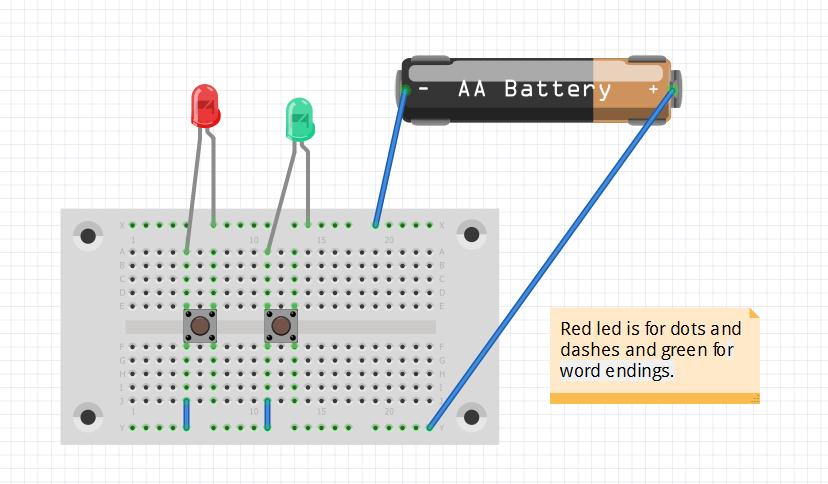 - AA Battery +
X X
1 10 15 20
A A
B B
C C
D D
E E
F F
G G
H H
I I
J J
1 10 15 20
Y Y
Red led is for dots and
dashes and green for
word endings.